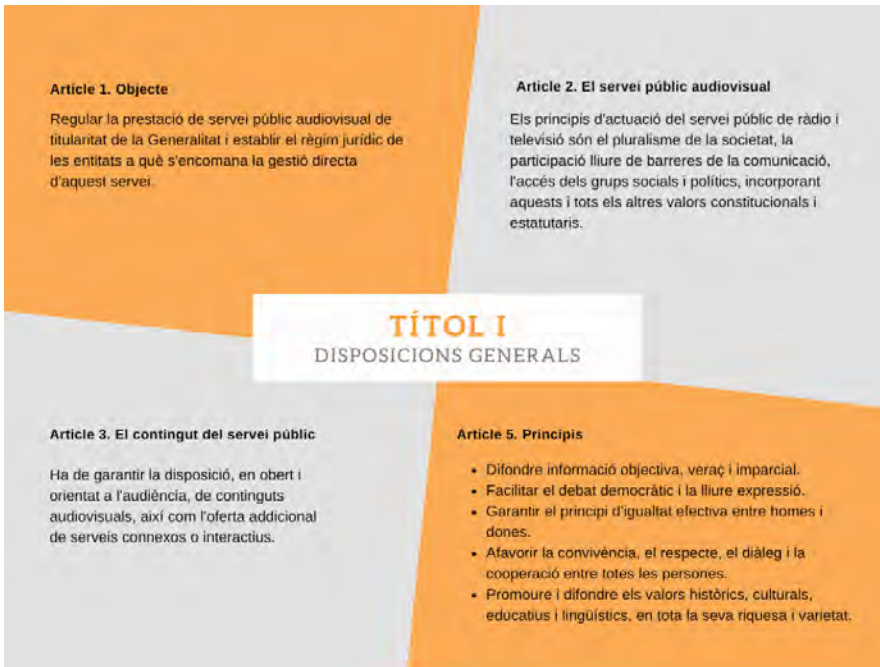 Article 1. Objecte
Regular la prestació de servei públic audiovisual de
titularitat de la Generalitat i establir el règim jurídic de
les entitats a què s'encomana la gestió directa
d'aquest servei.
Article 2. El servei públic audiovisual
Els principis d'actuació del servei públic de ràdio i
televisió són el pluralisme de la societat, la
participació lliure de barreres de la comunicació,
l'accés dels grups socials i polítics, incorporant
aquests i tots els altres valors constitucionals i
estatutaris.
TÍTOL I
DISPOSICIONS GENERALS
Article 3. El contingut del servei públic
Ha de garantir la disposició, en obert i
orientat a l'audiència, de continguts
audiovisuals, així com l'oferta addicional
de serveis connexos o interactius.
Article 5. Principis
• Difondre informació objectiva, veraç i imparcial.
• Facilitar el debat democràtic i la lliure expressió.
• Garantir el principi d'igualtat efectiva entre homes i
dones.
• Afavorir la convivència, el respecte, el diàleg i la
cooperació entre totes les persones.
• Promoure i difondre els valors històrics, culturals,
educatius i lingüístics, en tota la seva riquesa i varietat.